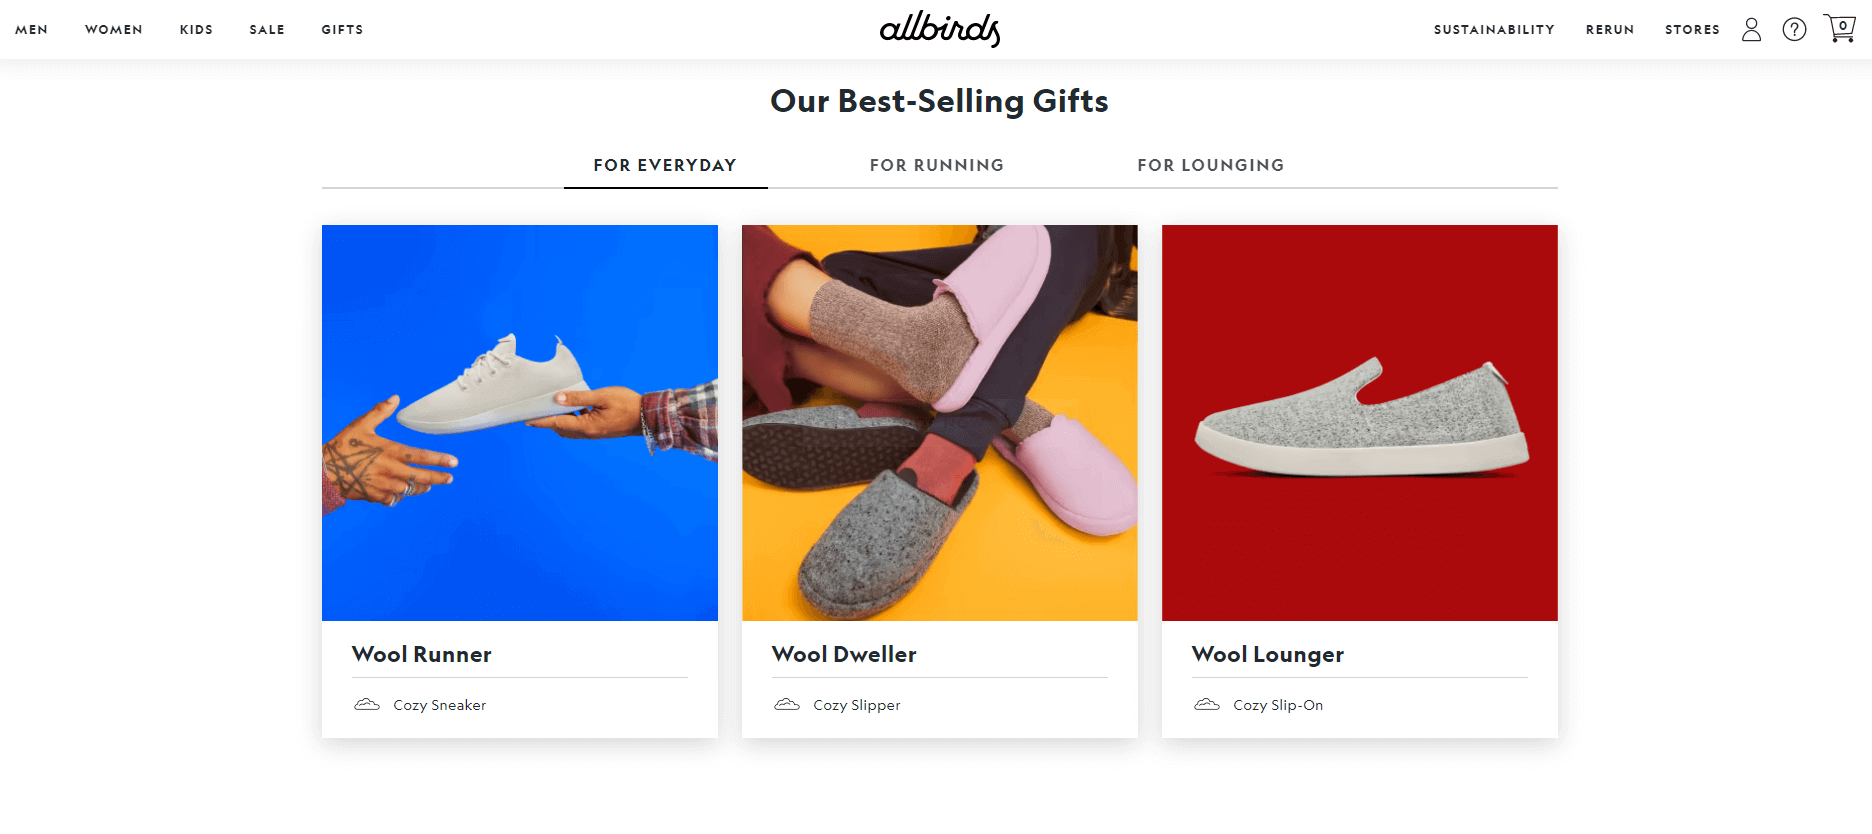 MEN WOMEN KIDS SALE GIFTS allbirds SUSTAINABILITY RERUN STORES 0
Our Best-Selling Gifts
FOR EVERYDAY FOR RUNNING FOR LOUNGING
Wool Runner
Cozy Sneaker
Wool Dweller
Cozy Slipper
Wool Lounger
Cozy Slip-On